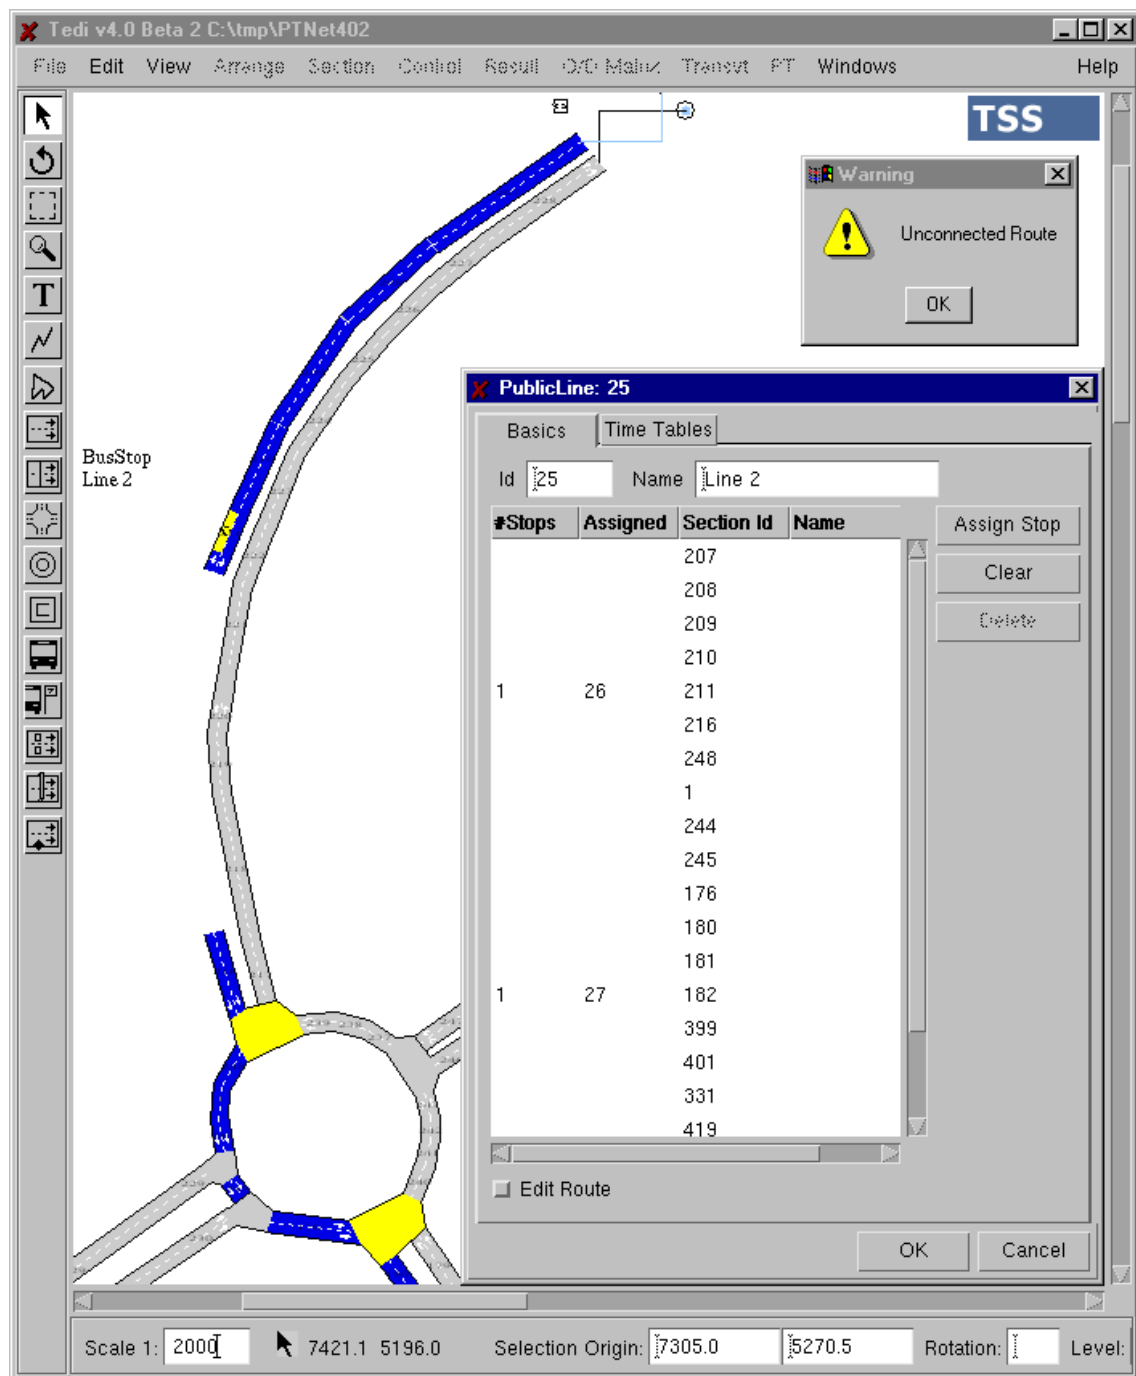 Tedi v4.0 Beta 2 C:\tmp\PTNet402
File Edit View Arrange Section Control Result O/D Matrix Transyt PT Windows Help
TSS
Warning
Unconnected Route
OK
PublicLine: 25
Basics Time Tables
BusStop
Line 2
Id 25 Name Line 2
#Stops Assigned Section Id Name
Assign Stop
Clear
Delete
207
208
209
210
1 26 211
216
248
1
244
245
176
180
181
1 27 182
399
401
331
419
Edit Route
OK Cancel
Scale 1: 2000 7421.1 5196.0 Selection Origin: 7305.0 5270.5 Rotation: Level: